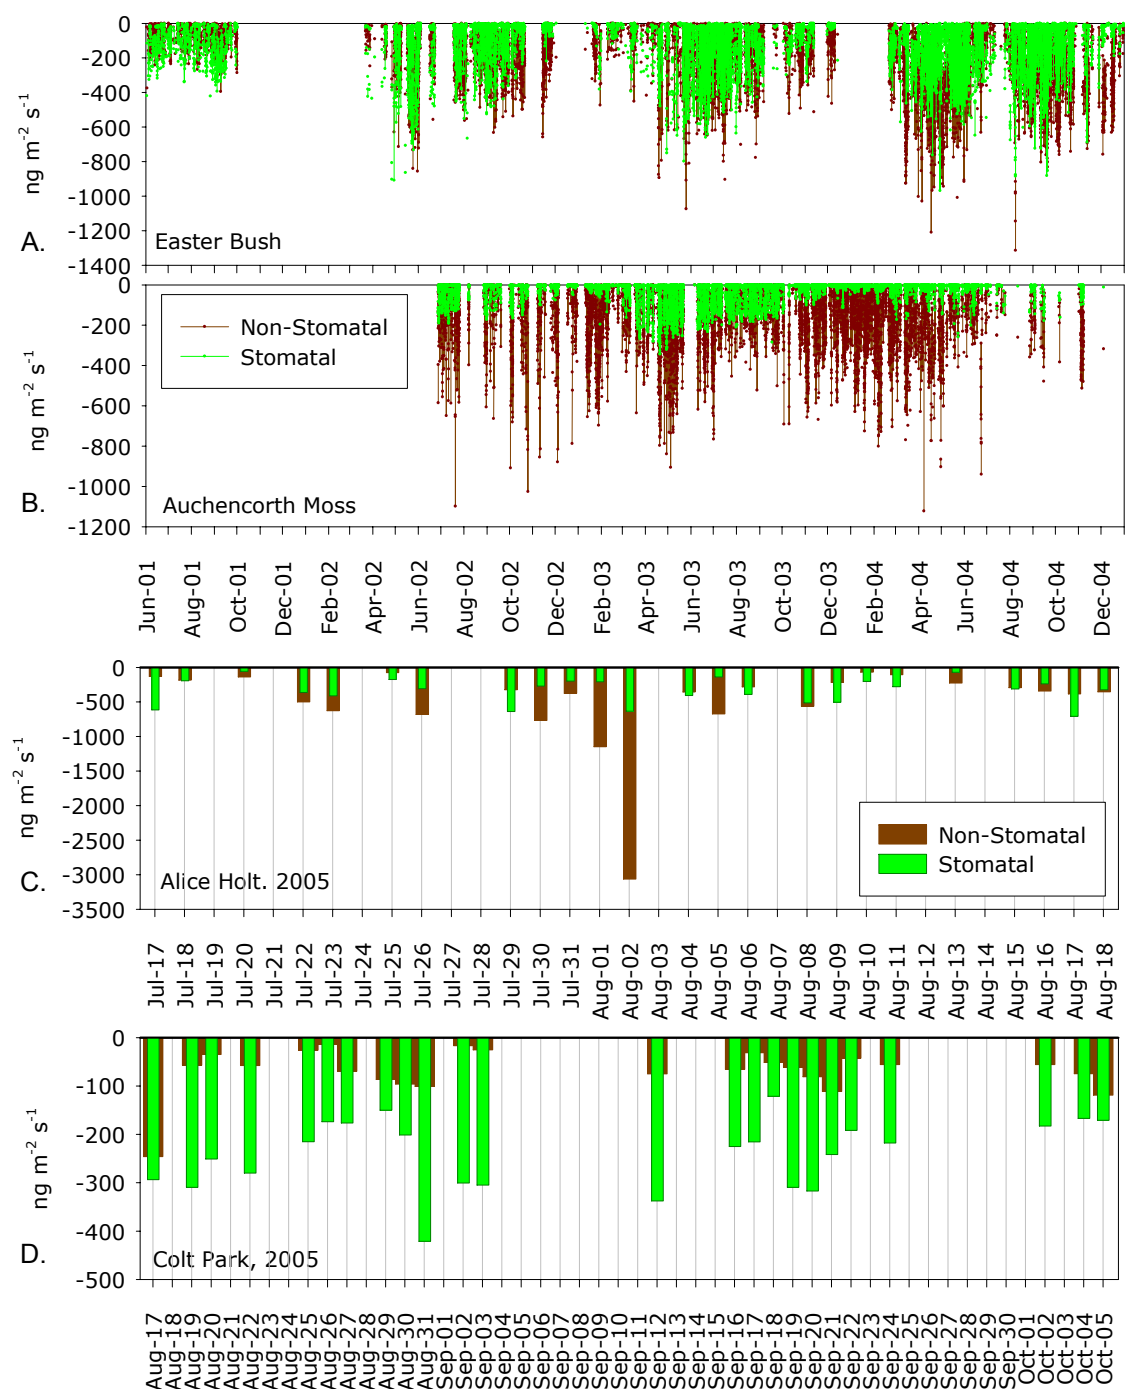 0
-200
-400
-600
-800
-1000
-1200
-1400
ng m-2 s-1
A.
Easter Bush
0
-200
-400
-600
-800
-1000
-1200
ng m-2 s-1
Non-Stomatal
Stomatal
B.
Auchencorth Moss
Jun-01
Aug-01
Oct-01
Dec-01
Feb-02
Apr-02
Jun-02
Aug-02
Oct-02
Dec-02
Feb-03
Apr-03
Jun-03
Aug-03
Oct-03
Dec-03
Feb-04
Apr-04
Jun-04
Aug-04
Oct-04
Dec-04
0
-500
-1000
-1500
-2000
-2500
-3000
-3500
ng m-2 s-1
Non-Stomatal
Stomatal
C.
Alice Holt. 2005
Jul-17
Jul-18
Jul-19
Jul-20
Jul-21
Jul-22
Jul-23
Jul-24
Jul-25
Jul-26
Jul-27
Jul-28
Jul-29
Jul-30
Jul-31
Aug-01
Aug-02
Aug-03
Aug-04
Aug-05
Aug-06
Aug-07
Aug-08
Aug-09
Aug-10
Aug-11
Aug-12
Aug-13
Aug-14
Aug-15
Aug-16
Aug-17
Aug-18
0
-100
-200
-300
-400
-500
ng m-2 s-1
D.
Colt Park, 2005
Aug-17
Aug-18
Aug-19
Aug-20
Aug-21
Aug-22
Aug-23
Aug-24
Aug-25
Aug-26
Aug-27
Aug-28
Aug-29
Aug-30
Aug-31
Sep-01
Sep-02
Sep-03
Sep-04
Sep-05
Sep-06
Sep-07
Sep-08
Sep-09
Sep-10
Sep-11
Sep-12
Sep-13
Sep-14
Sep-15
Sep-16
Sep-17
Sep-18
Sep-19
Sep-20
Sep-21
Sep-22
Sep-23
Sep-24
Sep-25
Sep-26
Sep-27
Sep-28
Sep-29
Sep-30
Oct-01
Oct-02
Oct-03
Oct-04
Oct-05